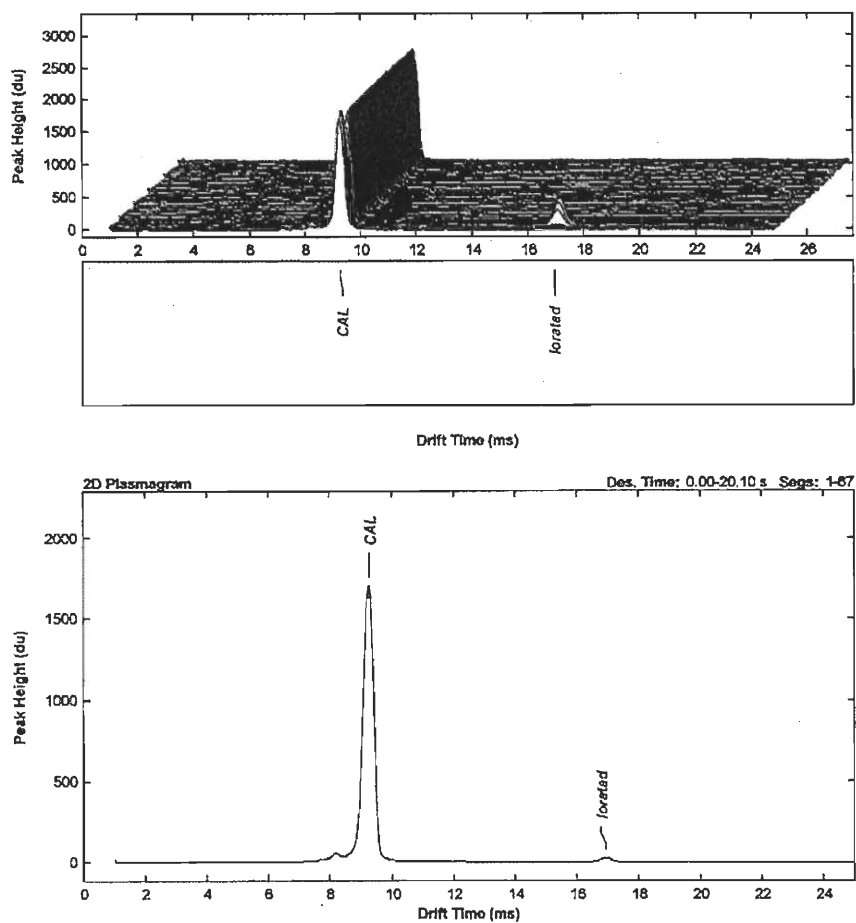 3000
2500
2000
1500
1000
500
0
Peak Height (du)
0 2 4 6 8 10 12 14 16 18 20 22 24 26
CAL
loratad
Drift Time (ms)
2D Plasmagram Des. Time: 0.00-20.10 s Segs: 1-67
2000
1500
1000
500
0
Peak Height (du)
CAL
loratad
0 2 4 6 8 10 12 14 16 18 20 22 24
Drift Time (ms)